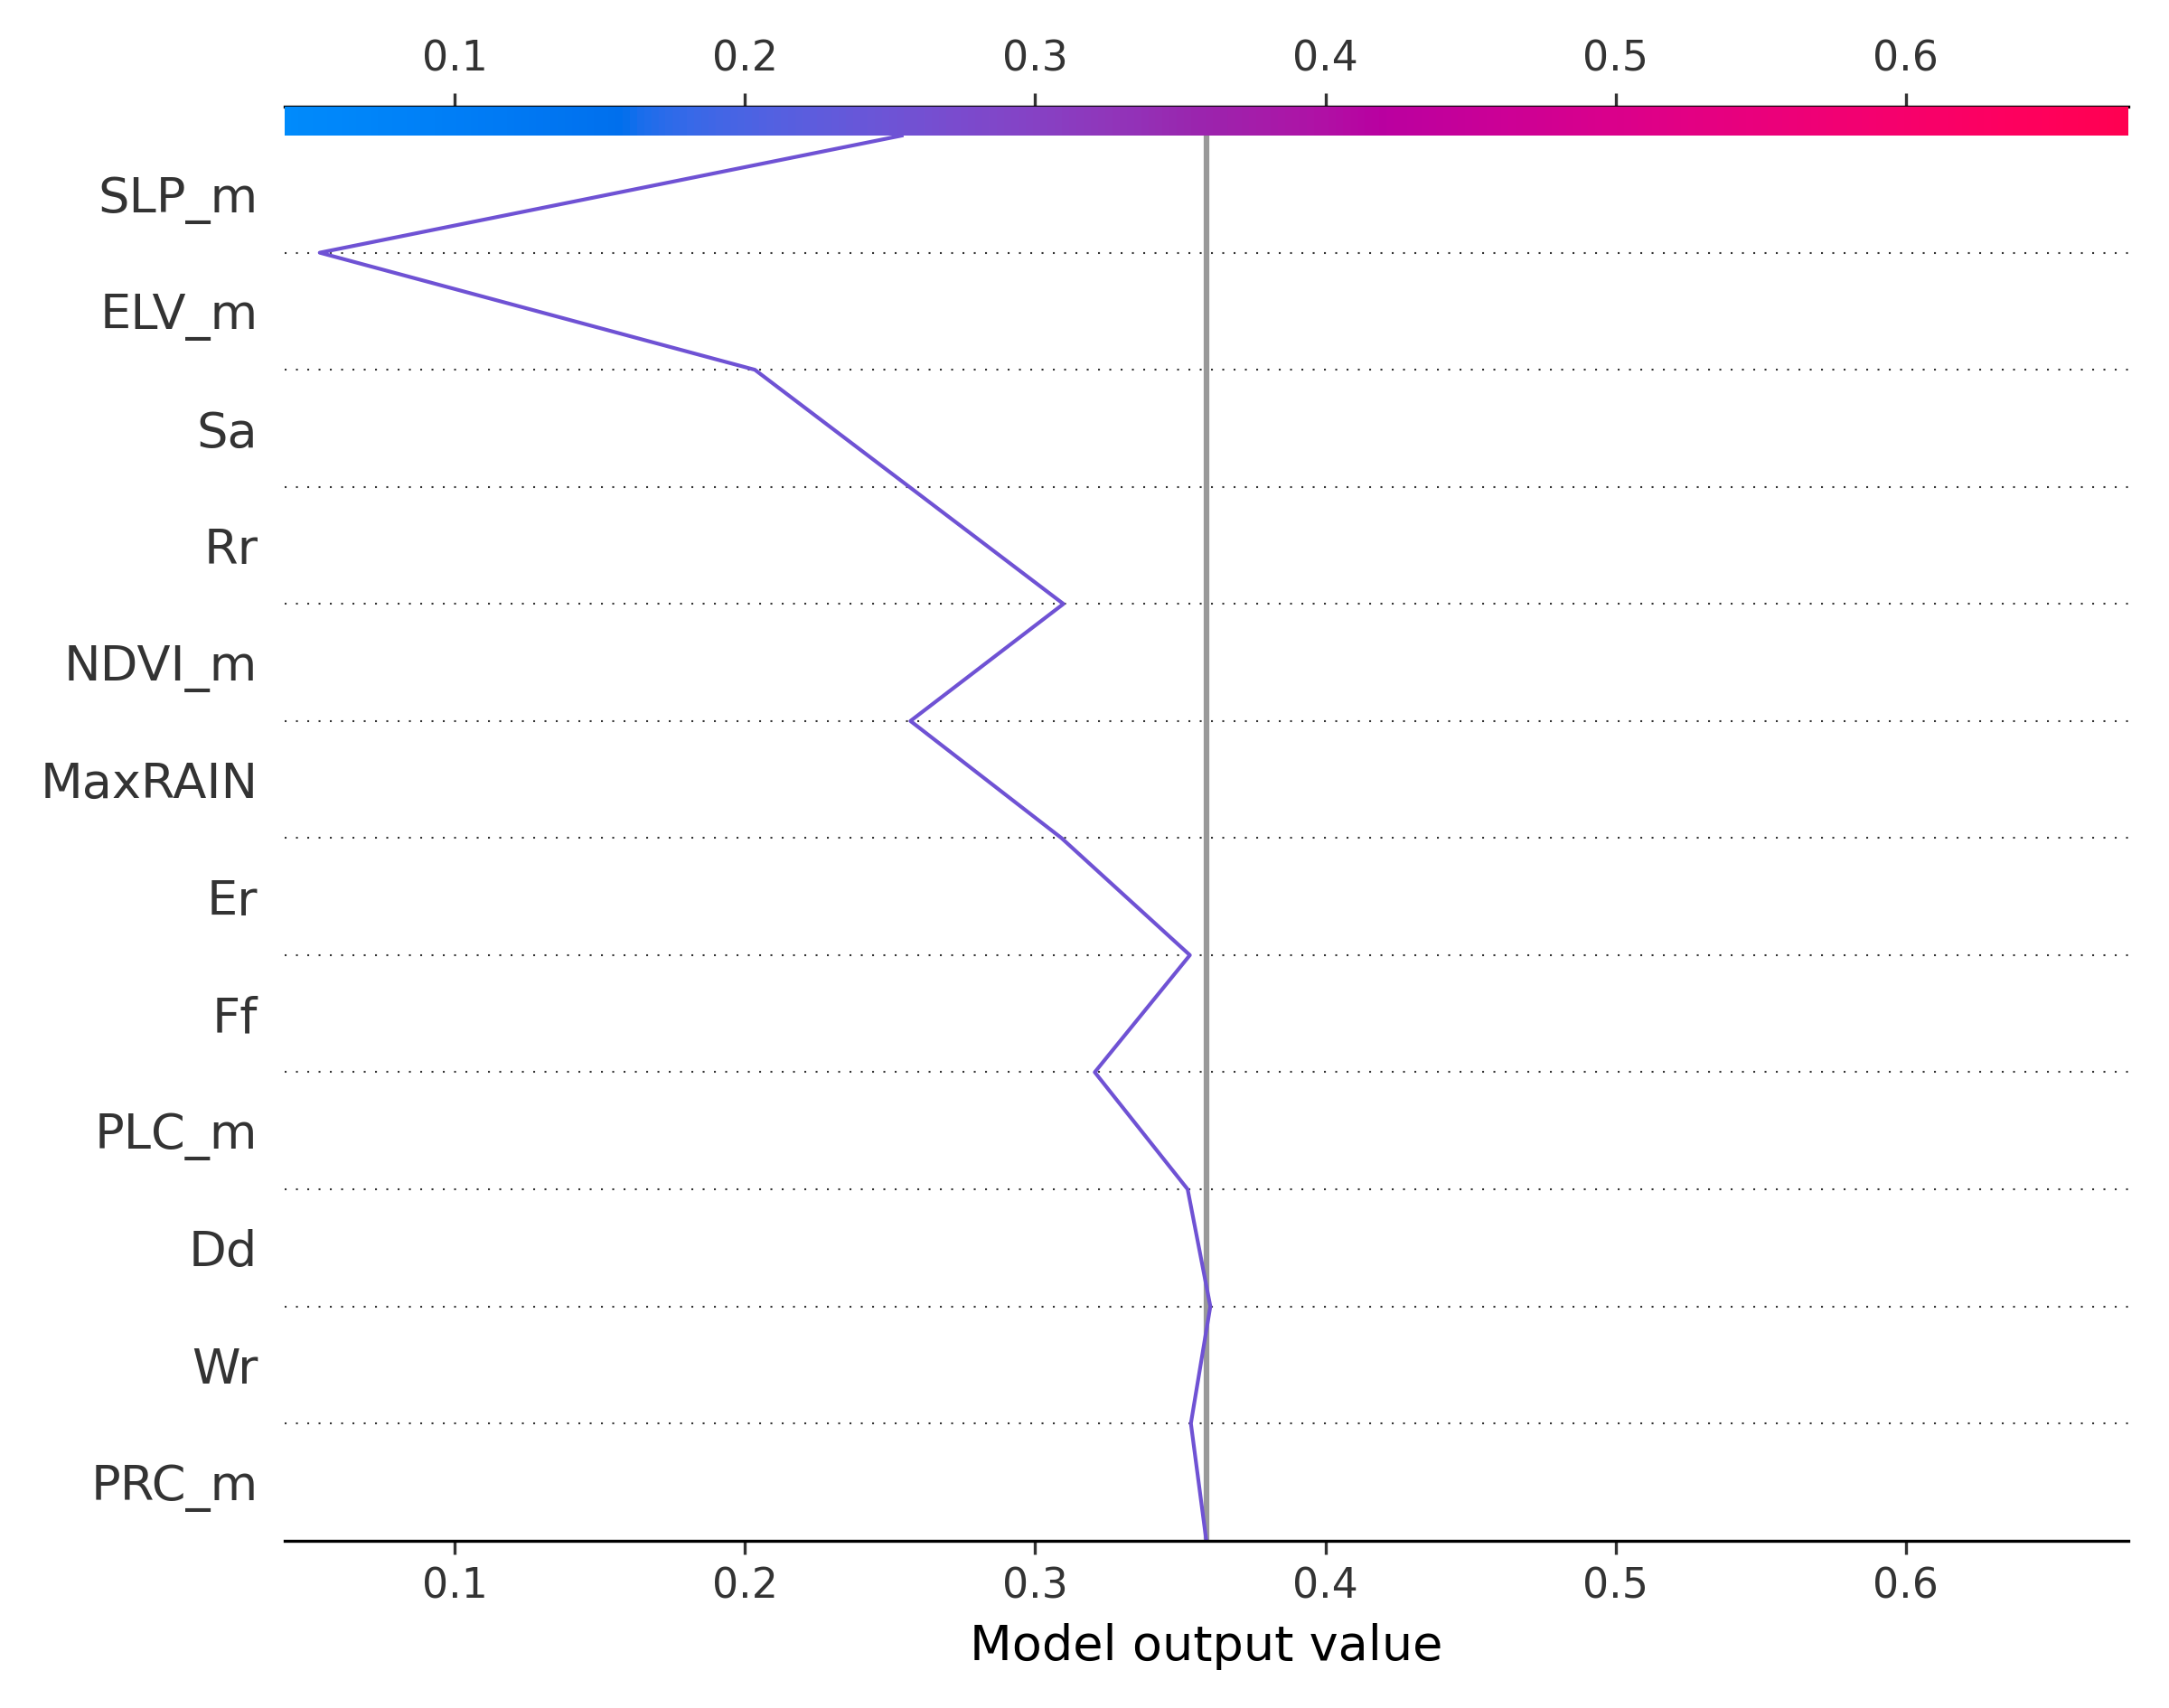 0.1 0.2 0.3 0.4 0.5 0.6
SLP_m
ELV_m
Sa
Rr
NDVI_m
MaxRAIN
Er
Ff
PLC_m
Dd
Wr
PRC_m
0.1 0.2 0.3 0.4 0.5 0.6
Model output value